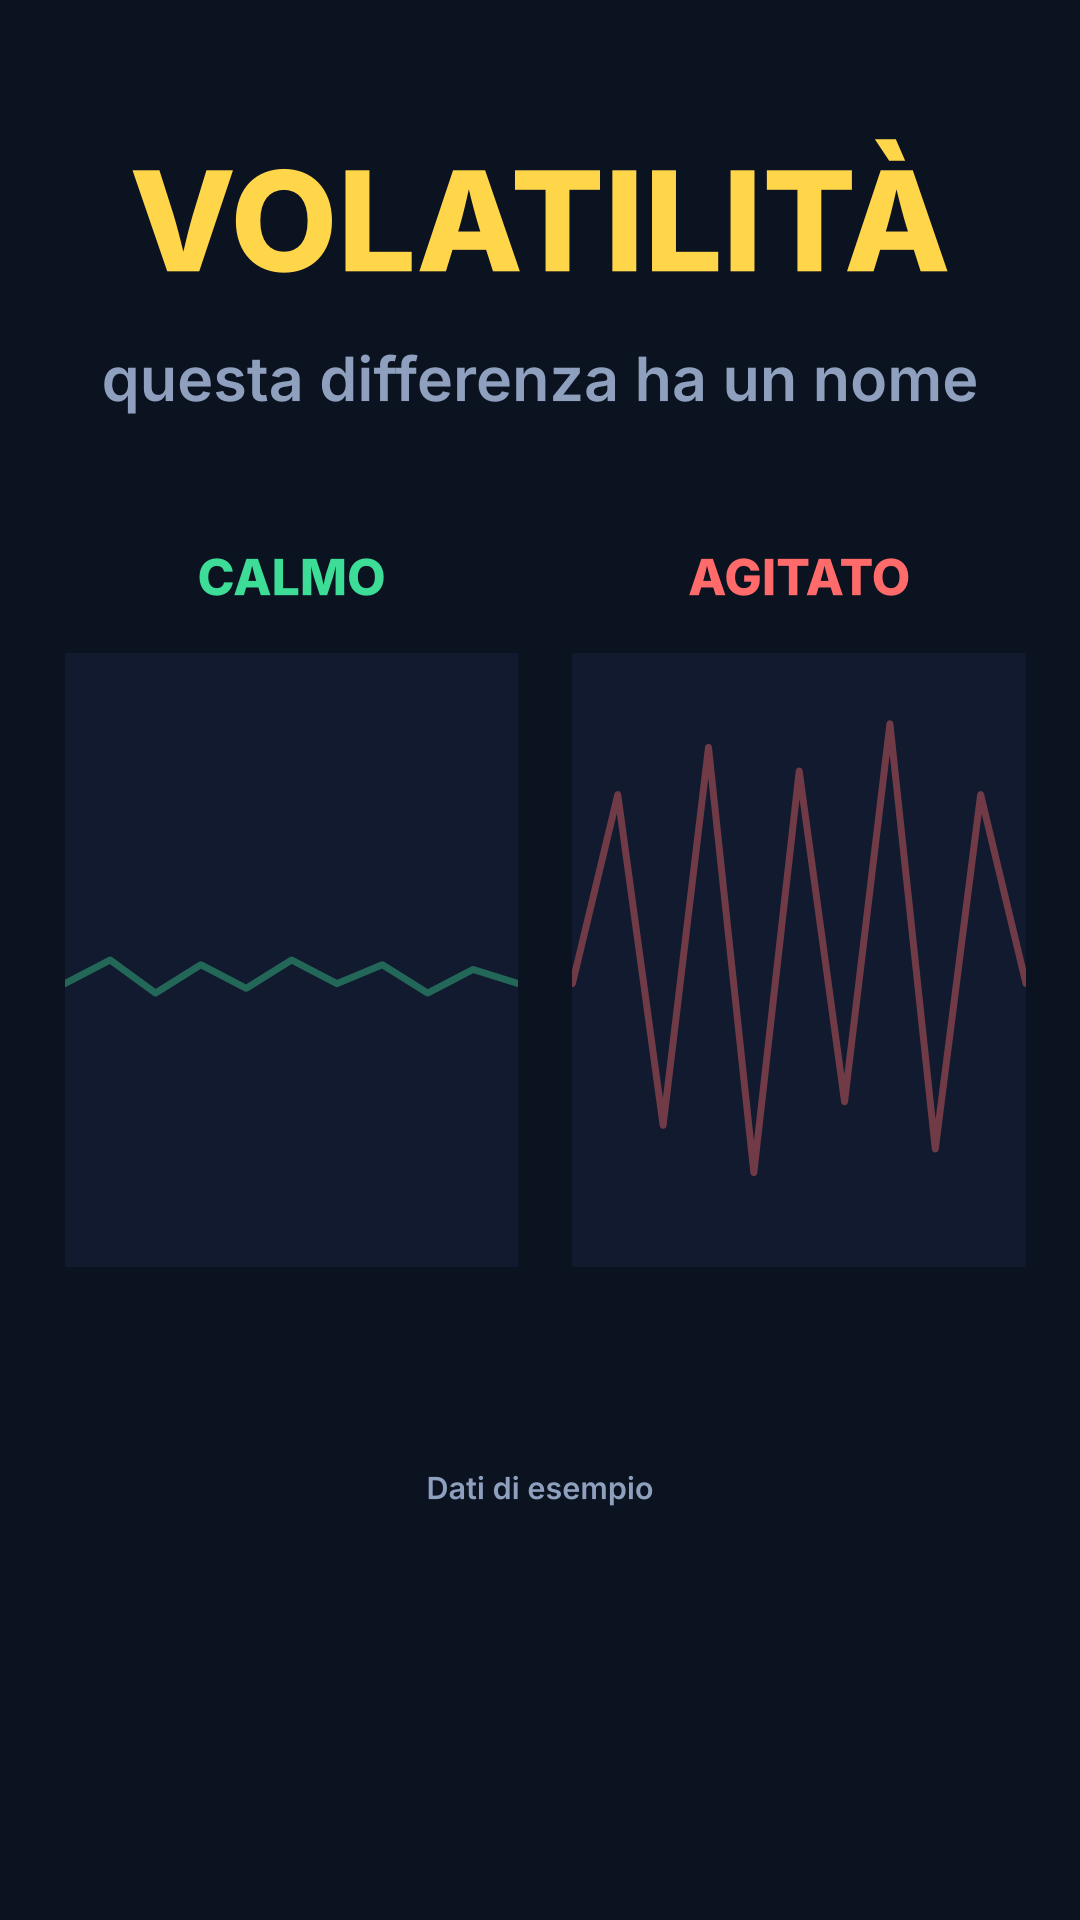 VOLATILITÀ
questa differenza ha un nome
CALMO
AGITATO
Dati di esempio